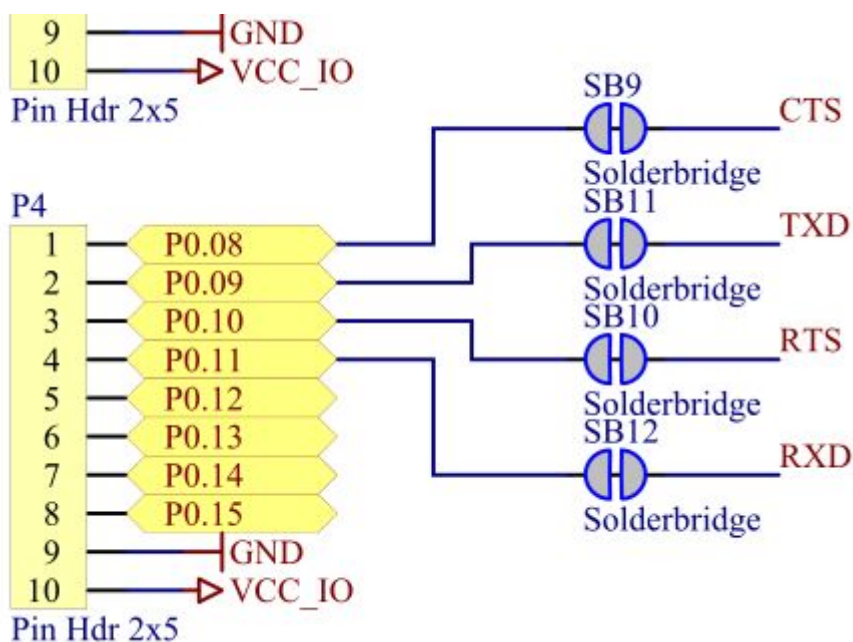 9 GND
10 VCC_IO
Pin Hdr 2x5
SB9
CTS
Solderbridge
P4
SB11
1 P0.08
TXD
2 P0.09
Solderbridge
3 P0.10
SB10
4 P0.11
RTS
5 P0.12
Solderbridge
6 P0.13
SB12
7 P0.14
RXD
8 P0.15
Solderbridge
9 GND
10 VCC_IO
Pin Hdr 2x5